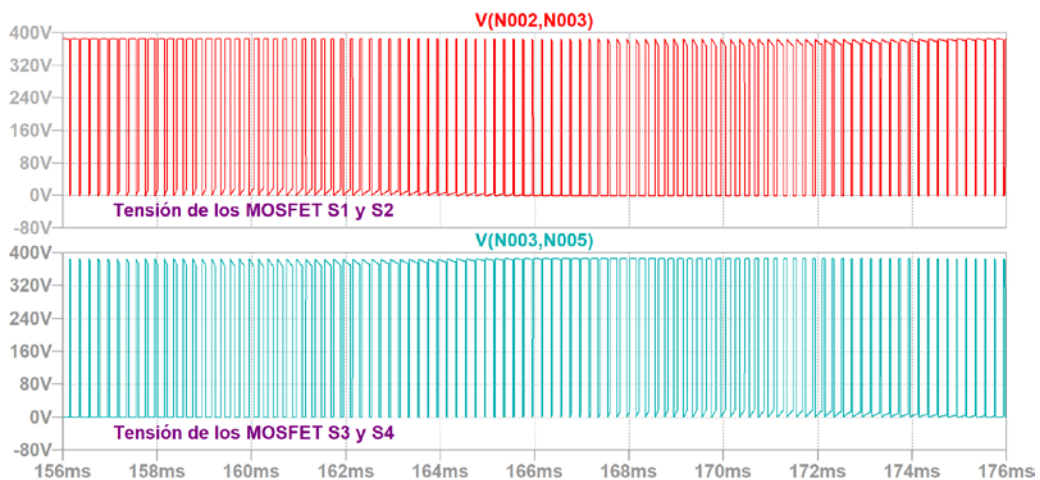 V(N002,N003)
400V
320V
240V
160V
80V
0V
-80V
Tensión de los MOSFET S1 y S2
V(N003,N005)
400V
320V
240V
160V
80V
0V
-80V
Tensión de los MOSFET S3 y S4
156ms 158ms 160ms 162ms 164ms 166ms 168ms 170ms 172ms 174ms 176ms